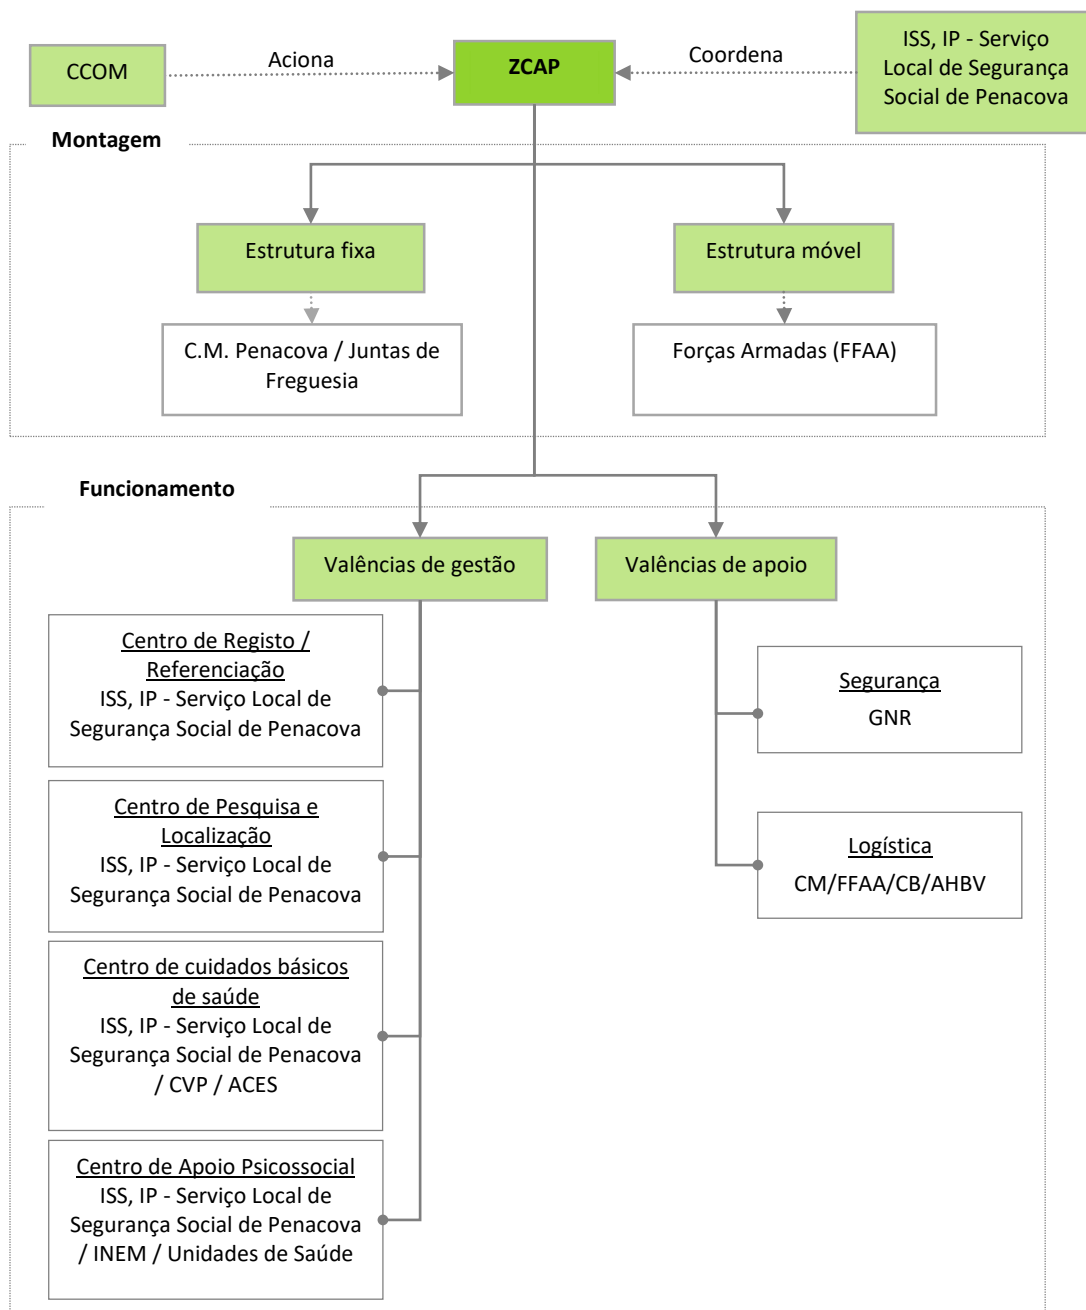 CCOM
Aciona
ZCAP
Coordena
ISS, IP - Serviço
Local de Segurança
Social de Penacova
Montagem
Estrutura fixa
Estrutura móvel
C.M. Penacova / Juntas de
Freguesia
Forças Armadas (FFAA)
Funcionamento
Valências de gestão
Valências de apoio
Centro de Registo /
Referenciação
ISS, IP - Serviço Local de
Segurança Social de Penacova
Segurança
GNR
Centro de Pesquisa e
Localização
ISS, IP - Serviço Local de
Segurança Social de Penacova
Logística
CM/FFAA/CB/AHBV
Centro de cuidados básicos
de saúde
ISS, IP - Serviço Local de
Segurança Social de Penacova
/ CVP / ACES
Centro de Apoio Psicossocial
ISS, IP - Serviço Local de
Segurança Social de Penacova
/ INEM / Unidades de Saúde